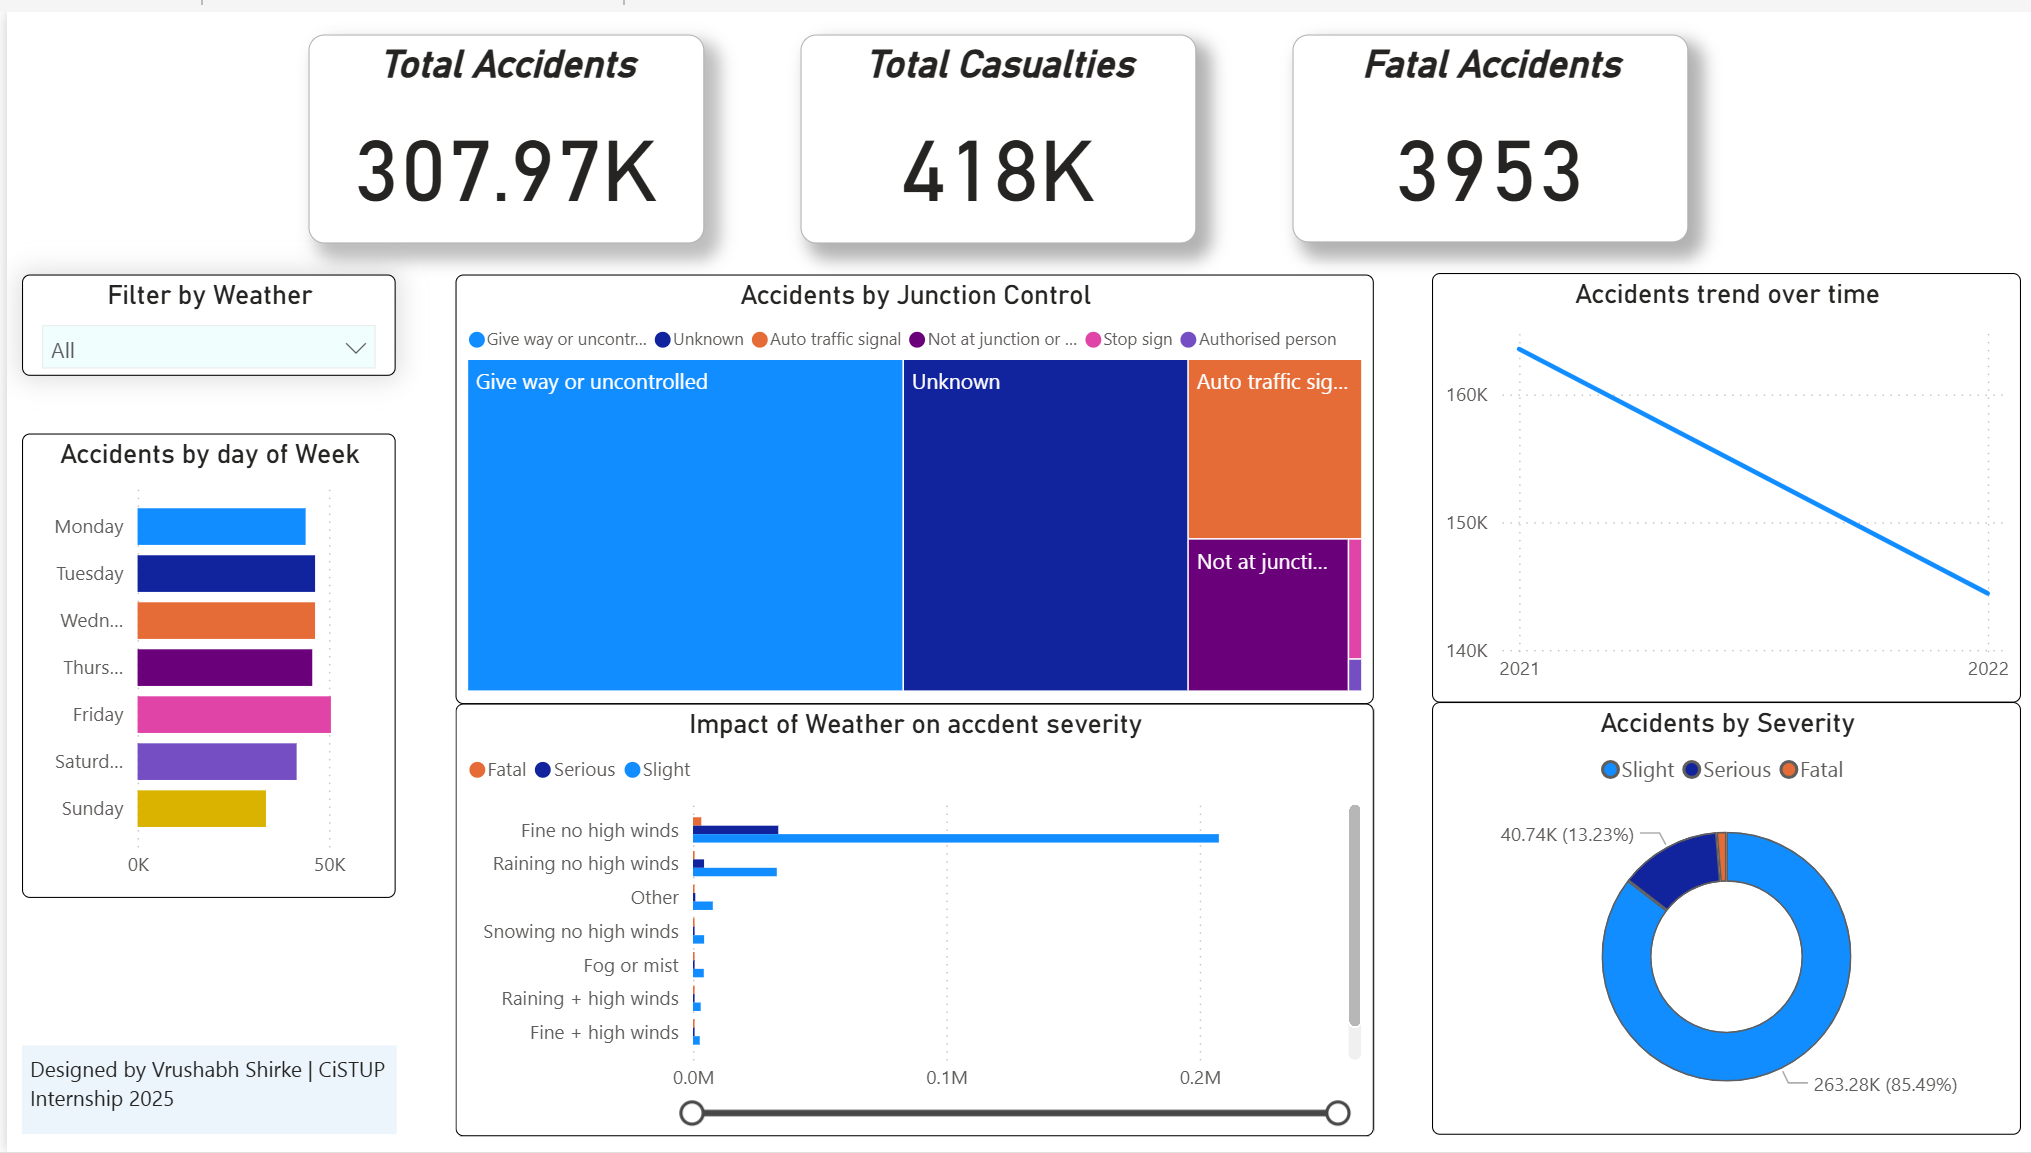 Total Accidents
307.97K
Total Casualties
418K
Fatal Accidents
3953
Filter by Weather
All
Accidents by day of Week
Monday
Tuesday
Wedn...
Thurs...
Friday
Saturd...
Sunday
0K
50K
Designed by Vrushabh Shirke | CiSTUP
Internship 2025
Accidents by Junction Control
Give way or uncontr... Unknown Auto traffic signal Not at junction or ... Stop sign Authorised person
Give way or uncontrolled
Unknown
Auto traffic sig...
Not at juncti...
Impact of Weather on accdent severity
Fatal Serious Slight
Fine no high winds
Raining no high winds
Other
Snowing no high winds
Fog or mist
Raining + high winds
Fine + high winds
0.0M 0.1M 0.2M
Accidents trend over time
160K
150K
140K
2021 2022
Accidents by Severity
Slight Serious Fatal
40.74K (13.23%)
263.28K (85.49%)